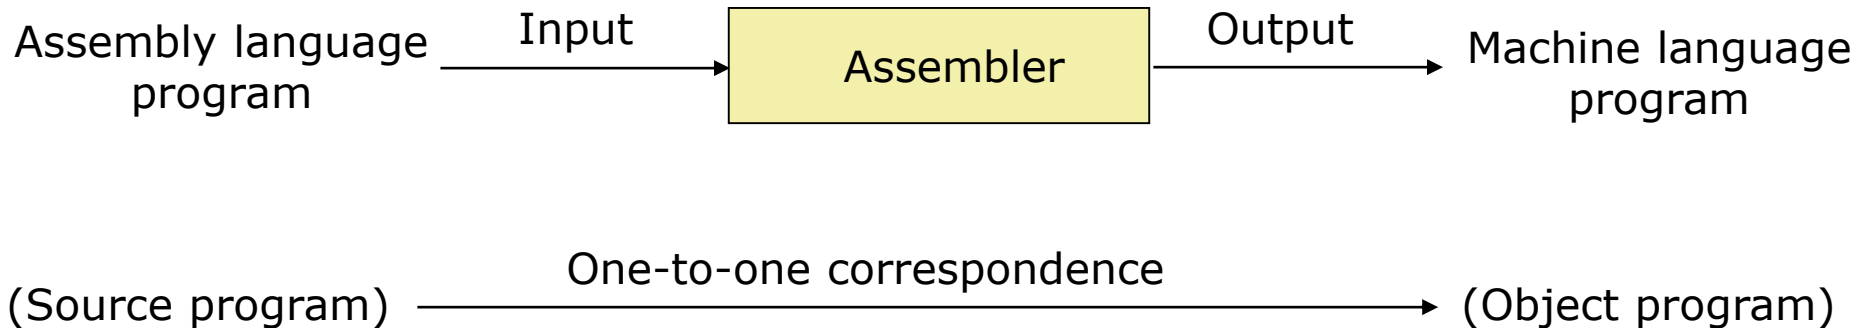 Assembly language
program
Input
Assembler
Output
Machine language
program
One-to-one correspondence
(Source program)
(Object program)